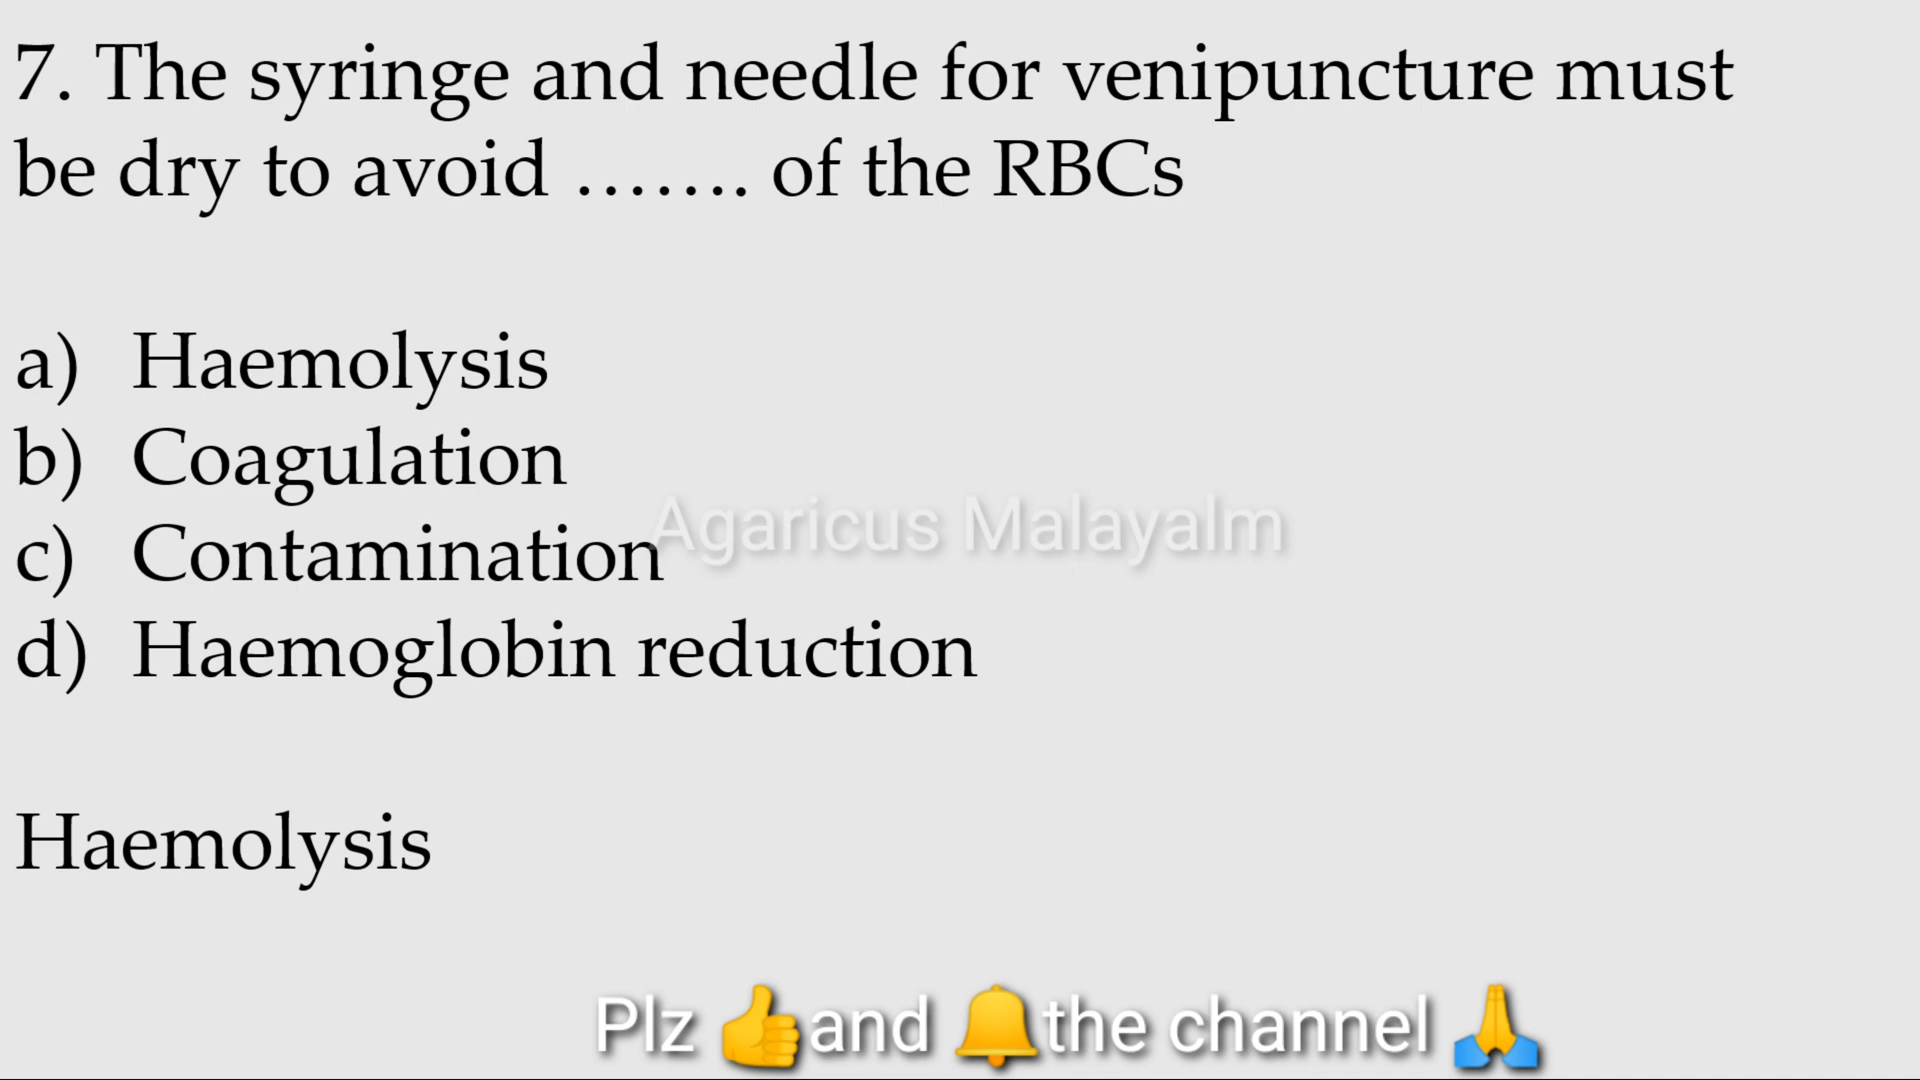 7. The syringe and needle for venipuncture must
be dry to avoid ....... of the RBCs
a) Haemolysis
b) Coagulation
Agaricus Malayalm
c) Contamination
d) Haemoglobin reduction
Haemolysis
Plz 👍and 🔔the channel 🙏